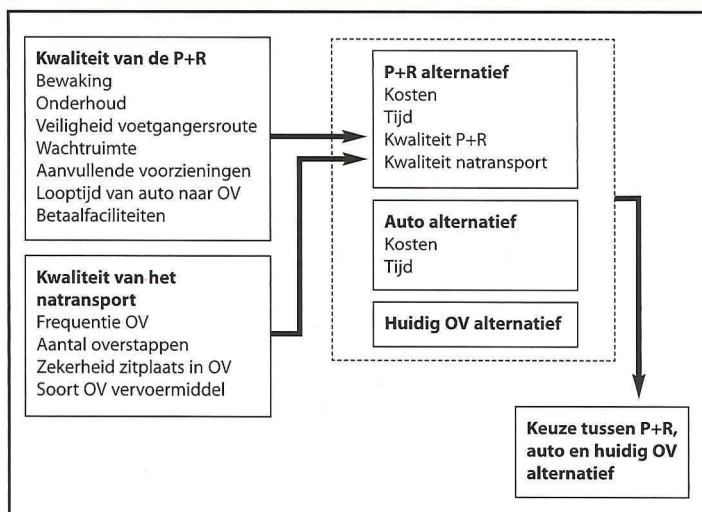 Kwaliteit van de P+R
Bewaking
Onderhoud
Veiligheid voetgangersroute
Wachtruimte
Aanvullende voorzieningen
Looptijd van auto naar OV
Betaalfaciliteiten
Kwaliteit van het
natransport
Frequentie OV
Aantal overstappen
Zekerheid zitplaats in OV
Soort OV vervoermiddel
P+R alternatief
Kosten
Tijd
Kwaliteit P+R
Kwaliteit natransport
Auto alternatief
Kosten
Tijd
Huidig OV alternatief
Keuze tussen P+R,
auto en huidig OV
alternatief